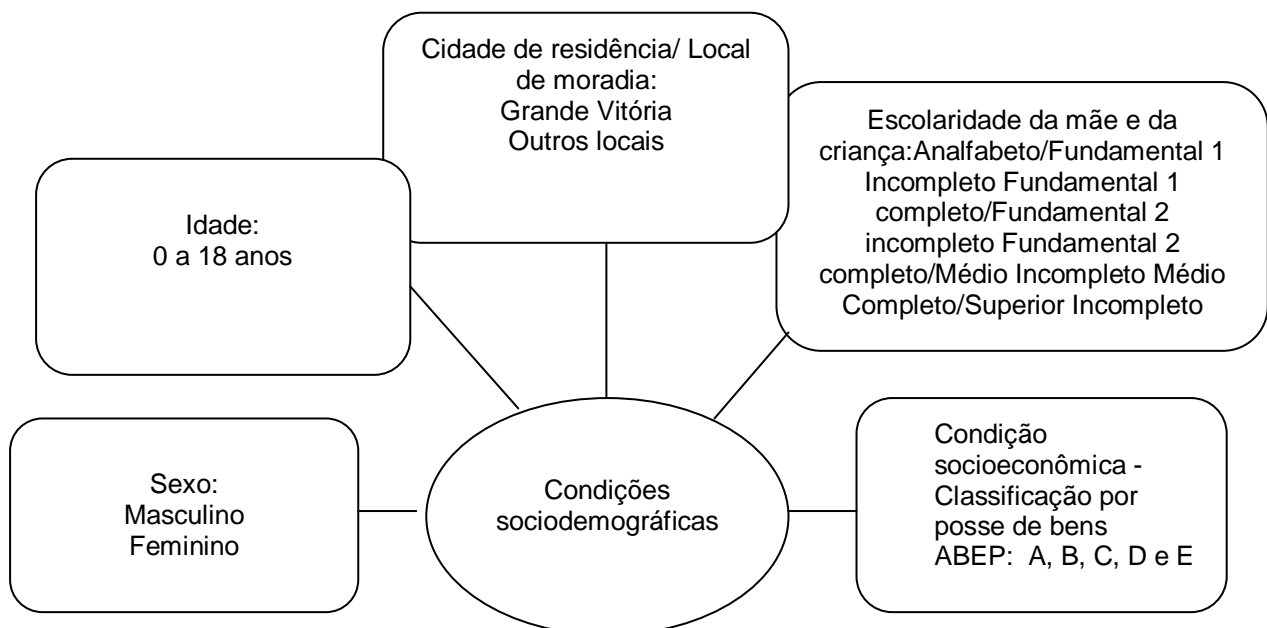 Cidade de residência/ Local
de moradia:
Grande Vitória
Outros locais
Escolaridade da mãe e da
criança:Analfabeto/Fundamental 1
Incompleto Fundamental 1
completo/Fundamental 2
incompleto Fundamental 2
completo/Médio Incompleto Médio
Completo/Superior Incompleto
Idade:
0 a 18 anos
Sexo:
Masculino
Feminino
Condições
sociodemográficas
Condição
socioeconômica -
Classificação por
posse de bens
ABEP: A, B, C, D e E